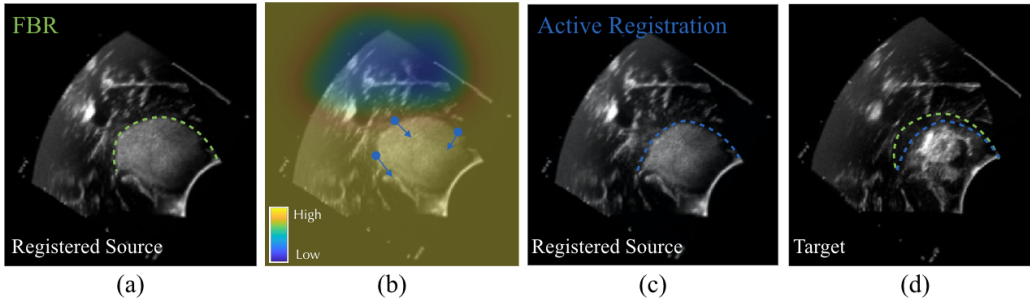 FBR
Registered Source
(a)
High
Low
(b)
Active Registration
Registered Source
(c)
Target
(d)